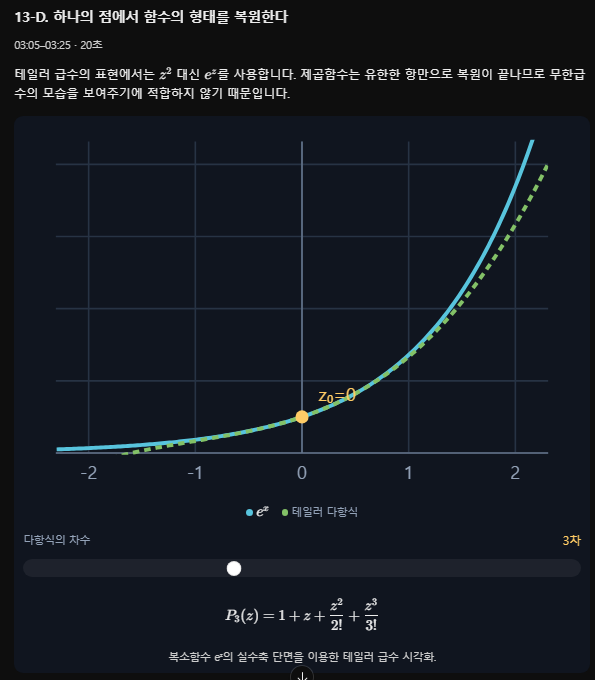 13-D. 하나의 점에서 함수의 형태를 복원한다
03:05–03:25 · 20초
테일러 급수의 표현에서는 z² 대신 eᶻ를 사용합니다. 제곱함수는 유한한 항만으로 복원이 끝나므로 무한급
수의 모습을 보여주기에 적합하지 않기 때문입니다.
z₀=0
-2 -1 0 1 2
eˣ 테일러 다항식
다항식의 차수 3차
P₃(z) = 1 + z + z²/2! + z³/3!
복소함수 eᶻ의 실수축 단면을 이용한 테일러 급수 시각화.